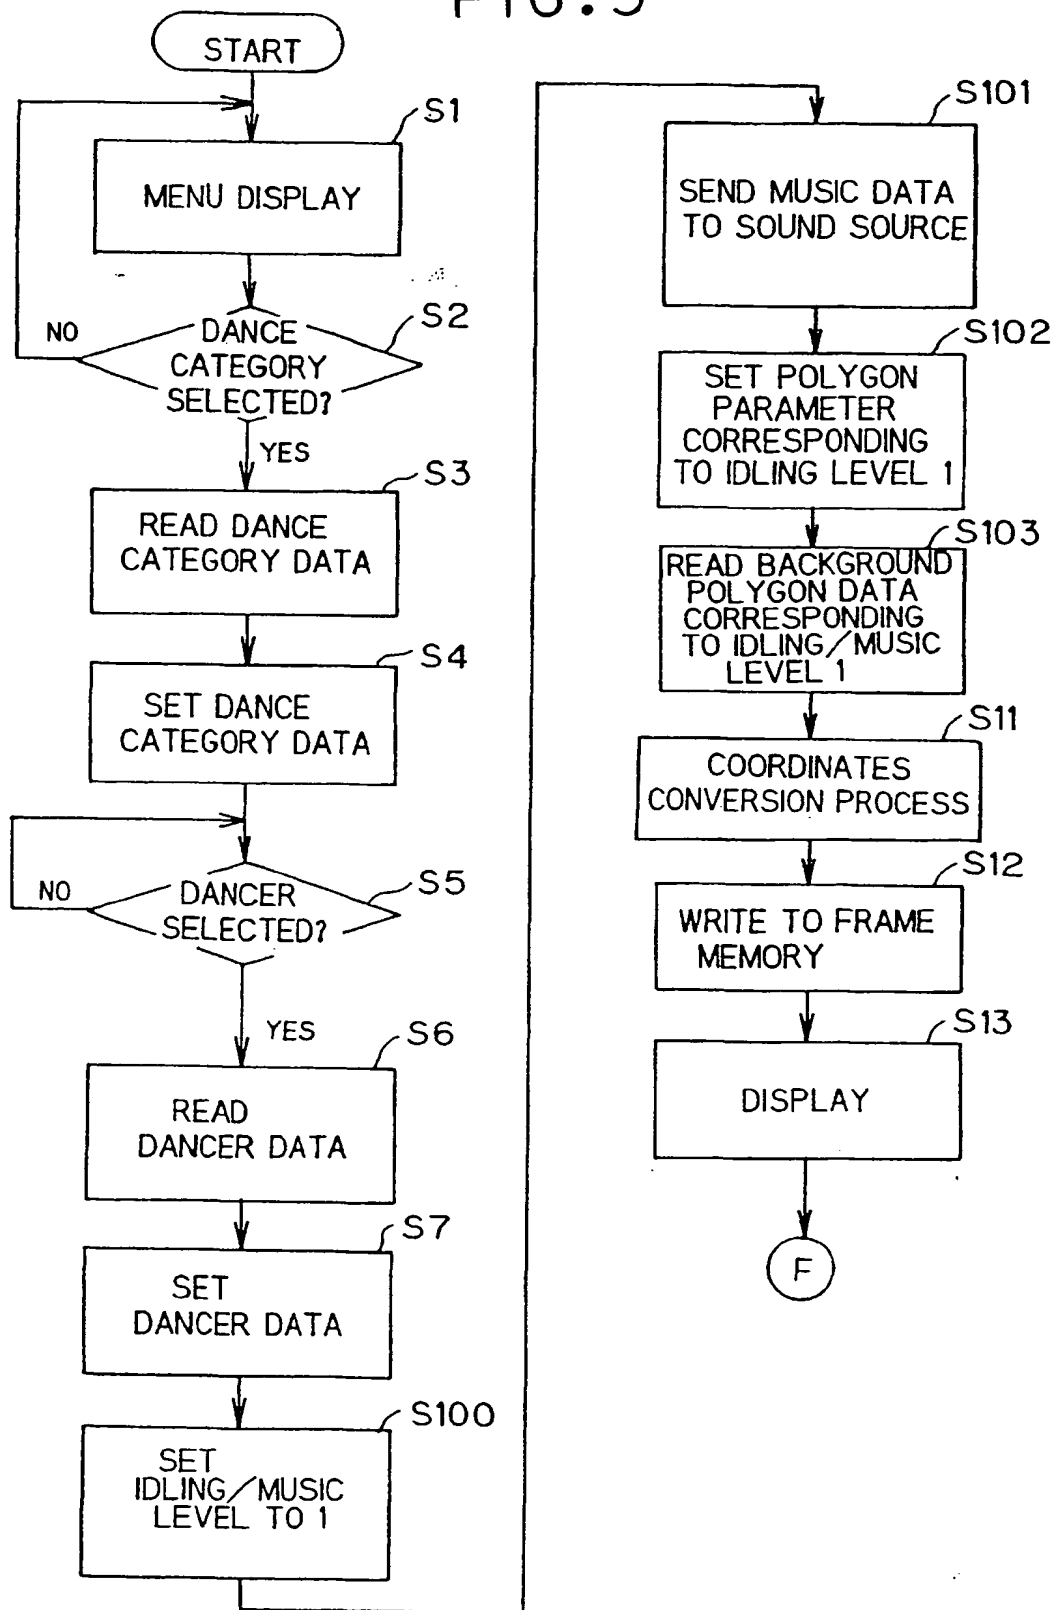 START
S1
MENU DISPLAY
S2
NO
DANCE
CATEGORY
SELECTED?
YES
S3
READ DANCE
CATEGORY DATA
S4
SET DANCE
CATEGORY DATA
S5
NO
DANCER
SELECTED?
YES
S6
READ
DANCER DATA
S7
SET
DANCER DATA
S100
SET
IDLING/MUSIC
LEVEL TO 1
S101
SEND MUSIC DATA
TO SOUND SOURCE
S102
SET POLYGON
PARAMETER
CORRESPONDING
TO IDLING LEVEL 1
S103
READ BACKGROUND
POLYGON DATA
CORRESPONDING
TO IDLING/MUSIC
LEVEL 1
S11
COORDINATES
CONVERSION PROCESS
S12
WRITE TO FRAME
MEMORY
S13
DISPLAY
F